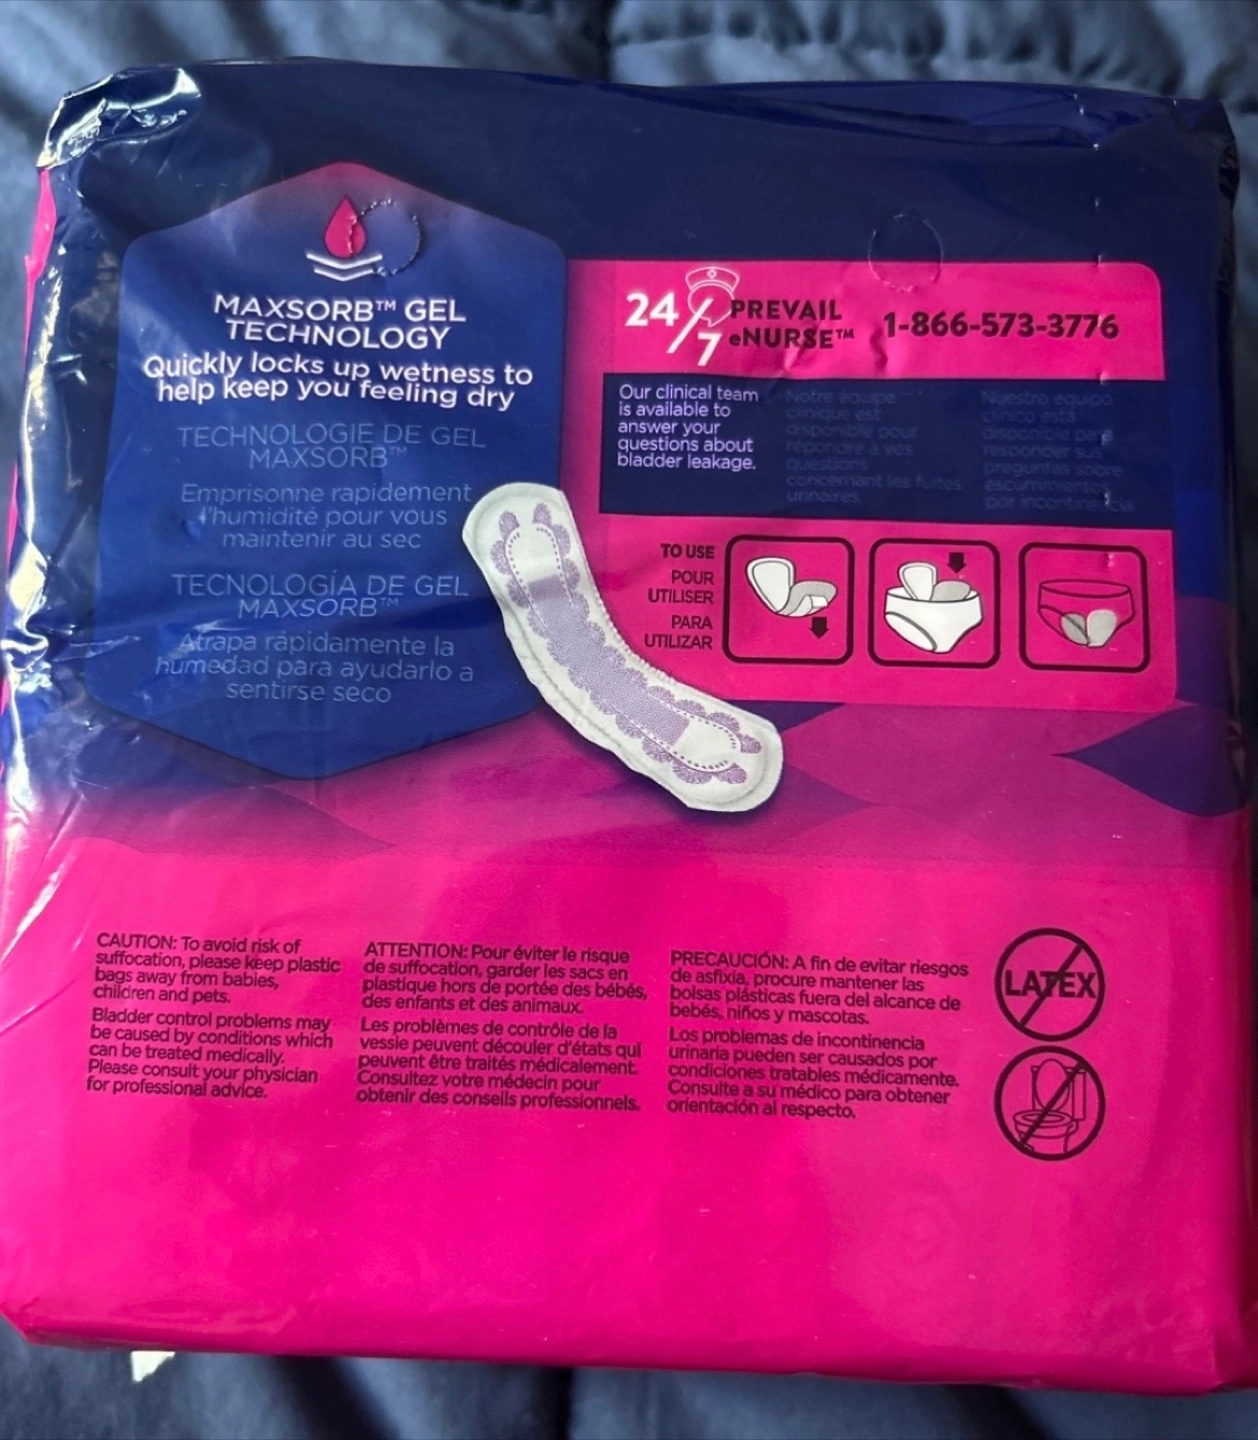 MAXSORB™ GEL
TECHNOLOGY
Quickly locks up wetness to
help keep you feeling dry
TECHNOLOGIE DE GEL
MAXSORB™
Emprisonne rapidement
l'humidité pour vous
maintenir au sec
TECNOLOGÍA DE GEL
MAXSORB™
Atrapa rápidamente la
humedad para ayudarlo a
sentirse seco
24/7 PREVAIL
eNURSE™
1-866-573-3776
Our clinical team
is available to
answer your
questions about
bladder leakage.
Notre équipe
clinique est
disponible pour
répondre à vos
questions
concernant les fuites
urinaires.
Nuestro equipo
clínico está
disponible para
responder sus
preguntas sobre
escurrimientos
por incontinencia
TO USE
POUR
UTILISER
PARA
UTILIZAR
CAUTION: To avoid risk of
suffocation, please keep plastic
bags away from babies,
children and pets.
Bladder control problems may
be caused by conditions which
can be treated medically.
Please consult your physician
for professional advice.
ATTENTION: Pour éviter le risque
de suffocation, garder les sacs en
plastique hors de portée des bébés,
des enfants et des animaux.
Les problèmes de contrôle de la
vessie peuvent découler d'états qui
peuvent être traités médicalement.
Consultez votre médecin pour
obtenir des conseils professionnels.
PRECAUCIÓN: A fin de evitar riesgos
de asfixia, procure mantener las
bolsas plásticas fuera del alcance de
bebés, niños y mascotas.
Los problemas de incontinencia
urinaria pueden ser causados por
condiciones tratables médicamente.
Consulte a su médico para obtener
orientación al respecto.
LATEX